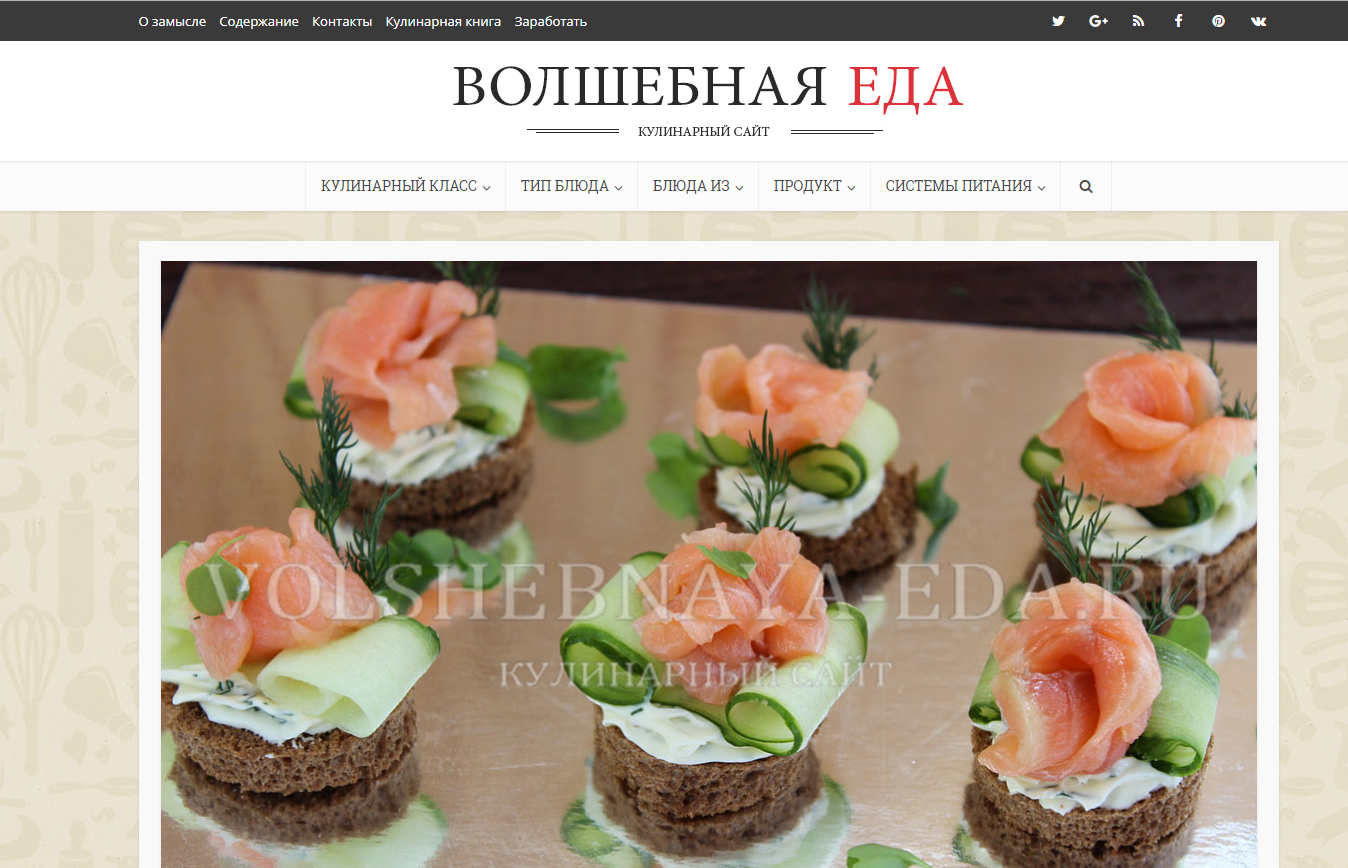 О замысле Содержание Контакты Кулинарная книга Заработать
ВОЛШЕБНАЯ ЕДА
КУЛИНАРНЫЙ САЙТ
КУЛИНАРНЫЙ КЛАСС ТИП БЛЮДА БЛЮДА ИЗ ПРОДУКТ СИСТЕМЫ ПИТАНИЯ
VOLSHEBNAYA-EDA.RU
КУЛИНАРНЫЙ САЙТ